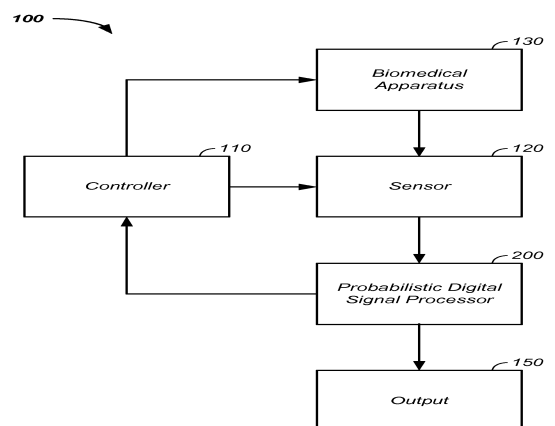 100
130
Biomedical
Apparatus
110
Controller
120
Sensor
200
Probabilistic Digital
Signal Processor
150
Output